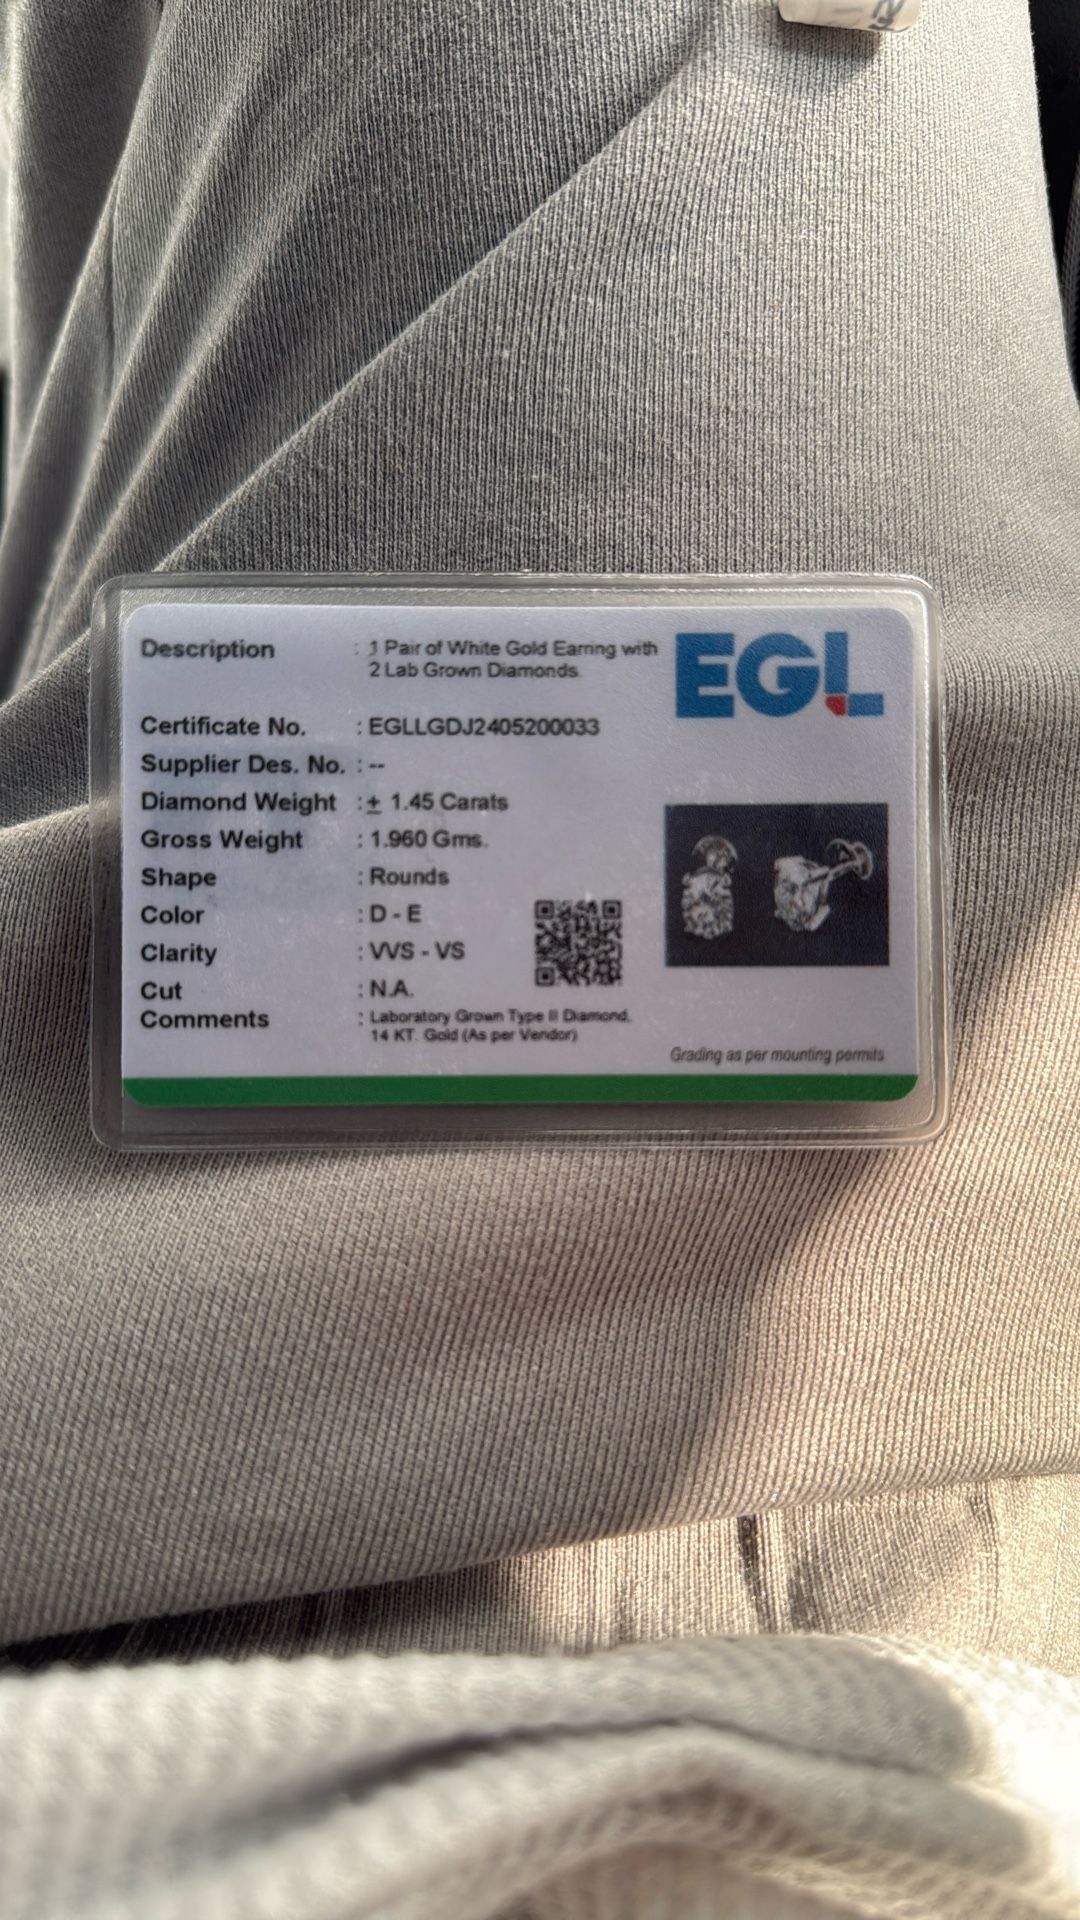 Description : 1 Pair of White Gold Earring with
2 Lab Grown Diamonds.
EGL
Certificate No. : EGLLGDJ2405200033
Supplier Des. No. : --
Diamond Weight : ± 1.45 Carats
Gross Weight : 1.960 Gms.
Shape : Rounds
Color : D - E
Clarity : VVS - VS
Cut : N.A.
Comments : Laboratory Grown Type II Diamond,
14 KT. Gold (As per Vendor)
Grading as per mounting permits